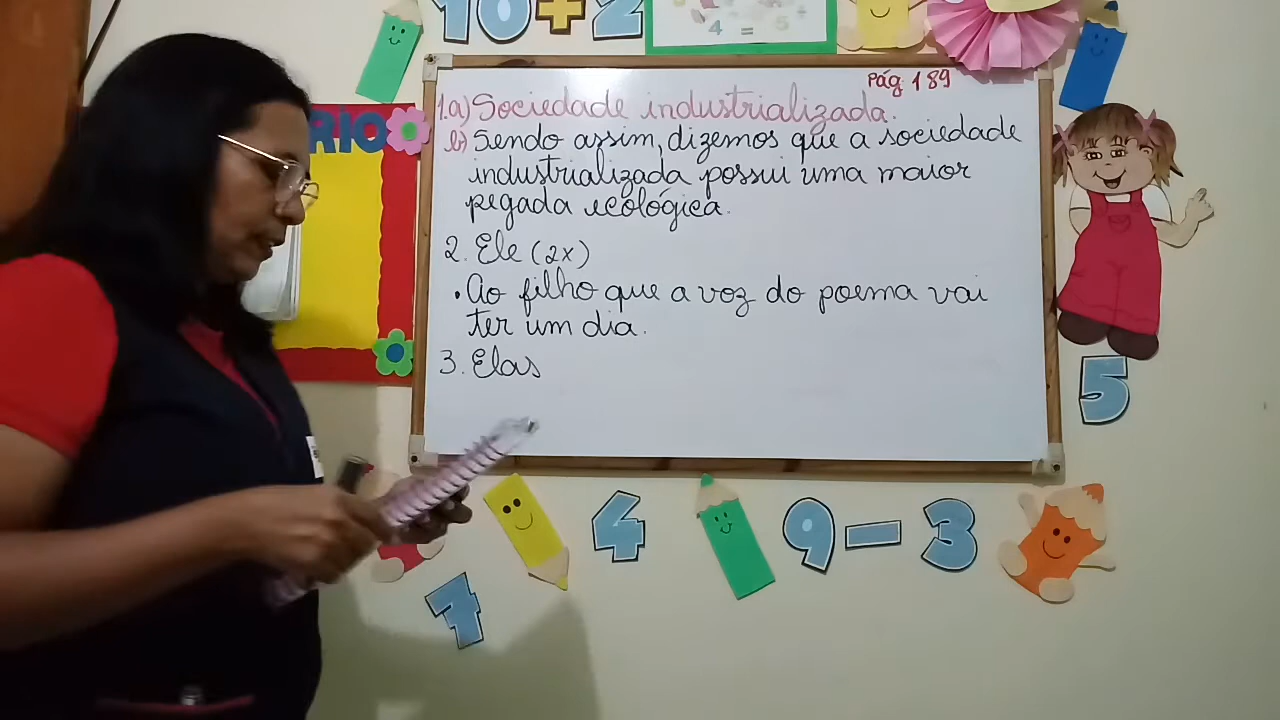 10+2
4 = 5
Pág 189
RIO
1.a) Sociedade industrializada.
b) Sendo assim, dizemos que a sociedade
industrializada possui uma maior
pegada ecológica.
2. Ele (2x)
• Ao filho que a voz do poema vai
ter um dia.
3. Elas
5
4
9-3
7